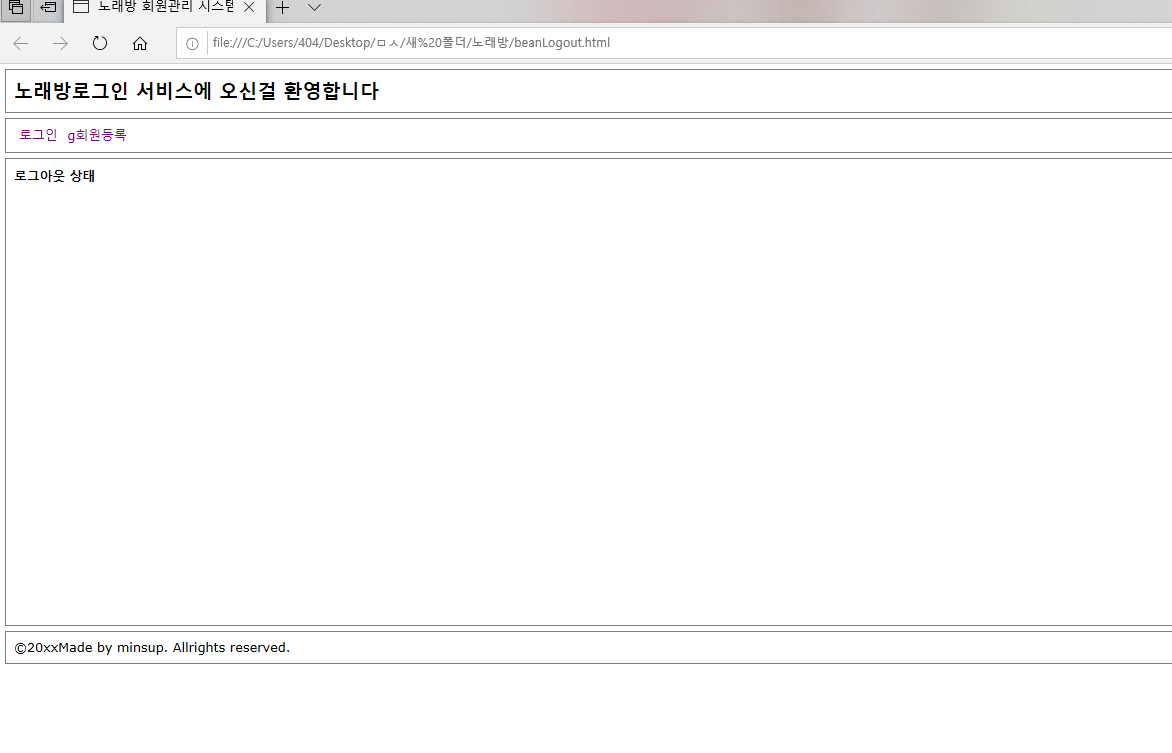 노래방 회원관리 시스템
file:///C:/Users/404/Desktop/ㅁㅅ/새%20폴더/노래방/beanLogout.html
노래방로그인 서비스에 오신걸 환영합니다
로그인 g회원등록
로그아웃 상태
©20xxMade by minsup. Allrights reserved.